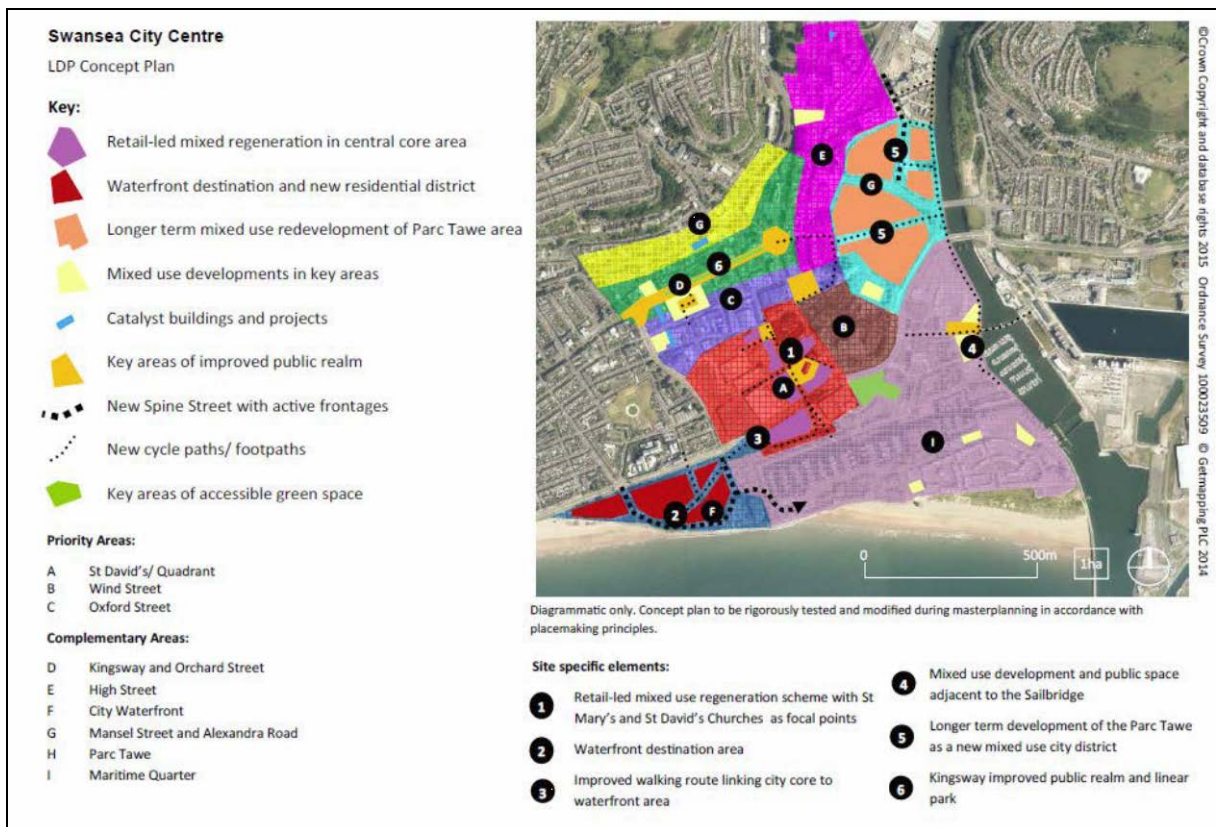 Swansea City Centre
LDP Concept Plan
Key:
Retail-led mixed regeneration in central core area
Waterfront destination and new residential district
Longer term mixed use redevelopment of Parc Tawe area
Mixed use developments in key areas
Catalyst buildings and projects
Key areas of improved public realm
New Spine Street with active frontages
New cycle paths/ footpaths
Key areas of accessible green space
Priority Areas:
A St David's/ Quadrant
B Wind Street
C Oxford Street
Complementary Areas:
D Kingsway and Orchard Street
E High Street
F City Waterfront
G Mansel Street and Alexandra Road
H Parc Tawe
I Maritime Quarter
E
5
G
5
G
6
D
C
B
1
4
A
3
I
2
F
0 500m
1ha
©Crown Copyright and database rights 2015 Ordnance Survey 100023509 © Getmapping PLC 2014
Diagrammatic only. Concept plan to be rigorously tested and modified during masterplanning in accordance with
placemaking principles.
Site specific elements:
1 Retail-led mixed use regeneration scheme with St
Mary's and St David's Churches as focal points
2 Waterfront destination area
3 Improved walking route linking city core to
waterfront area
4 Mixed use development and public space
adjacent to the Sailbridge
5 Longer term development of the Parc Tawe
as a new mixed use city district
6 Kingsway improved public realm and linear
park